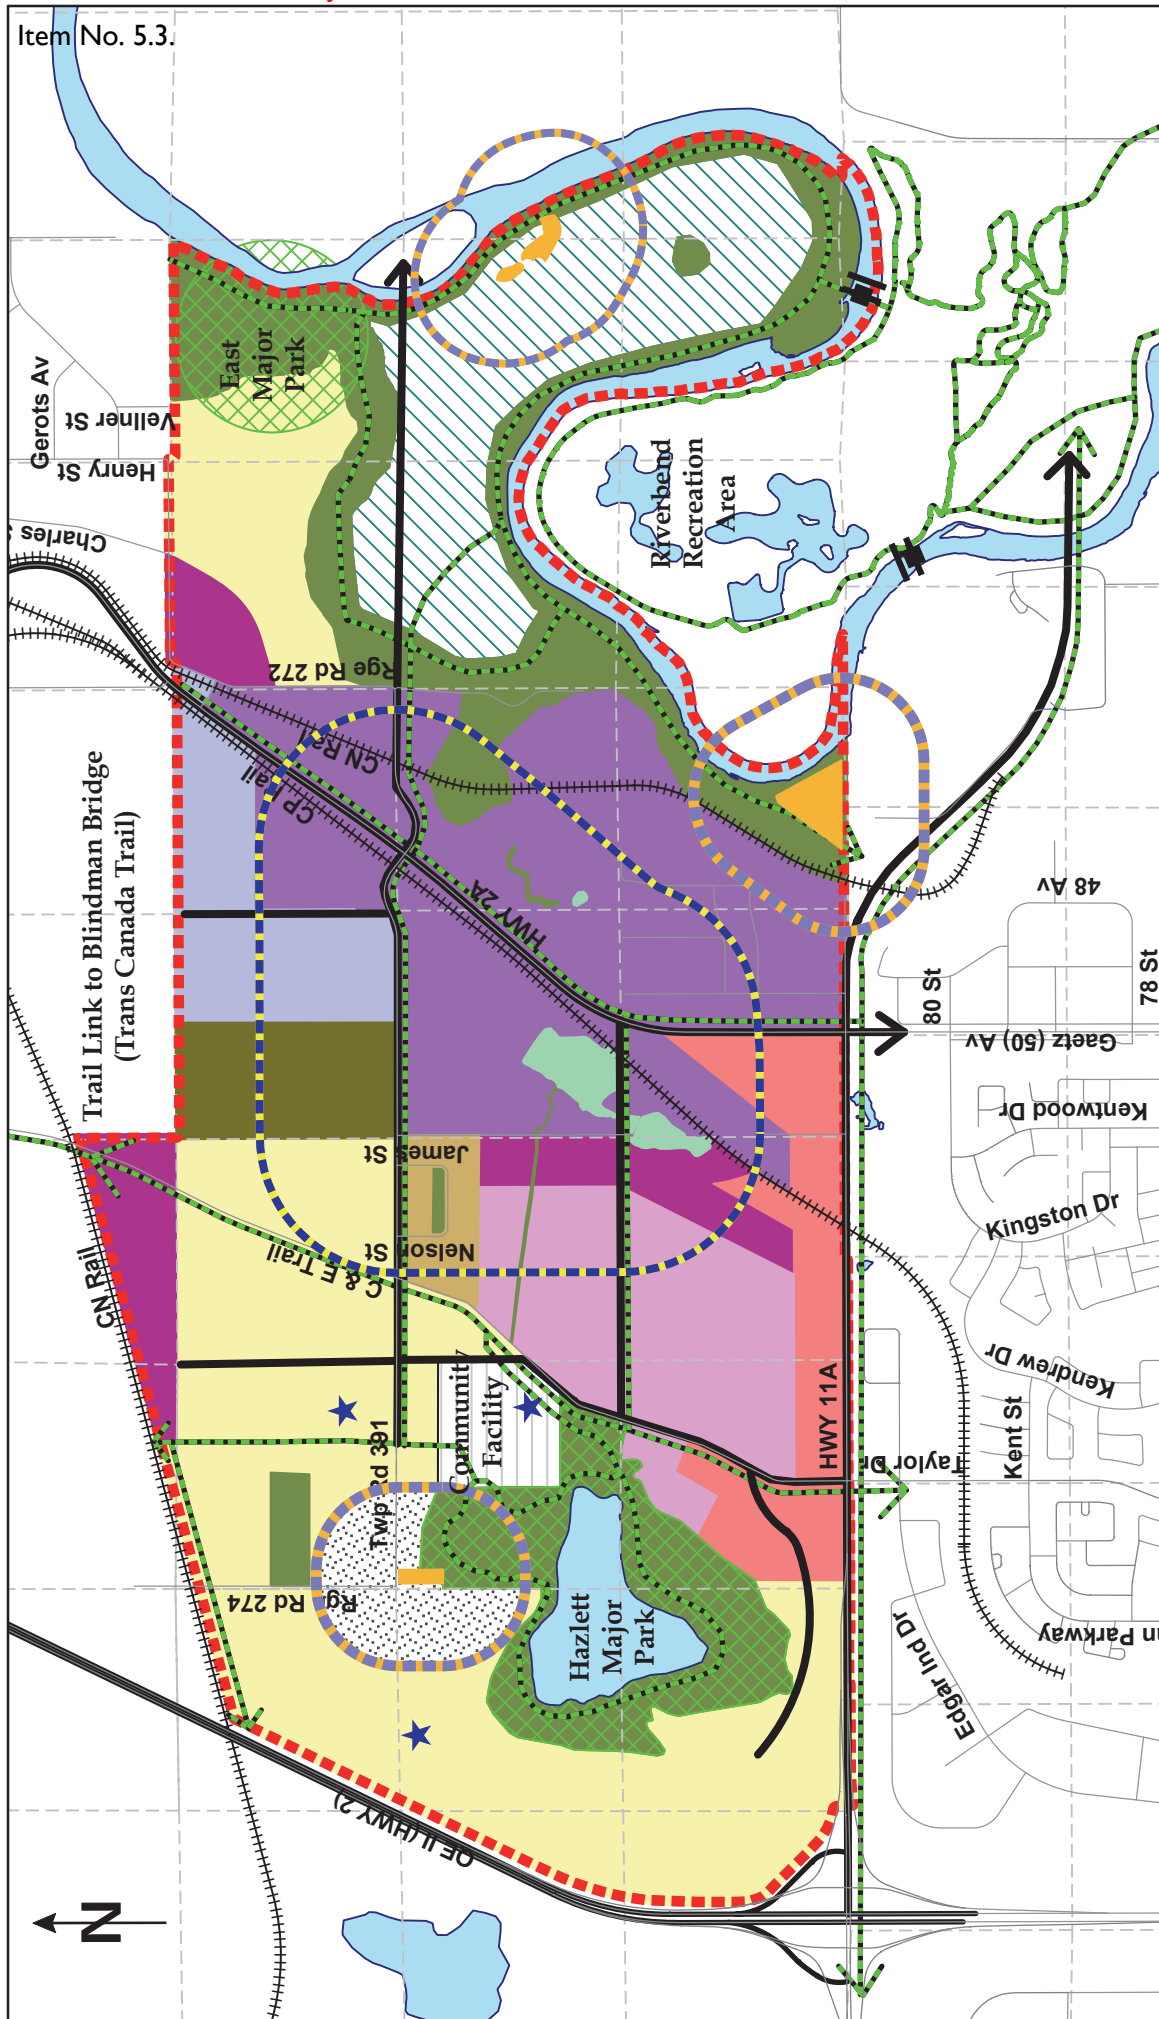 Item No. 5.3.
Gerots Av
Vellner St
Henry St
Charles
East
Major
Park
Riverbend
Recreation
Area
Rge Rd 272
CN Rail
CP Rail
HWY 2A
Trail Link to Blindman Bridge
(Trans Canada Trail)
48 Av
80 St
78 St
Gaetz (50) Av
James St
Nelson St
C & E Trail
CN Rail
Kentwood Dr
Kingston Dr
Kendrew Dr
Kent St
HWY 11A
Taylor Dr
Community
Facility
Twp Rd 391
Rge Rd 274
Hazlett
Major
Park
Edgar Ind Dr
an Parkway
QE II (HWY 2)
N